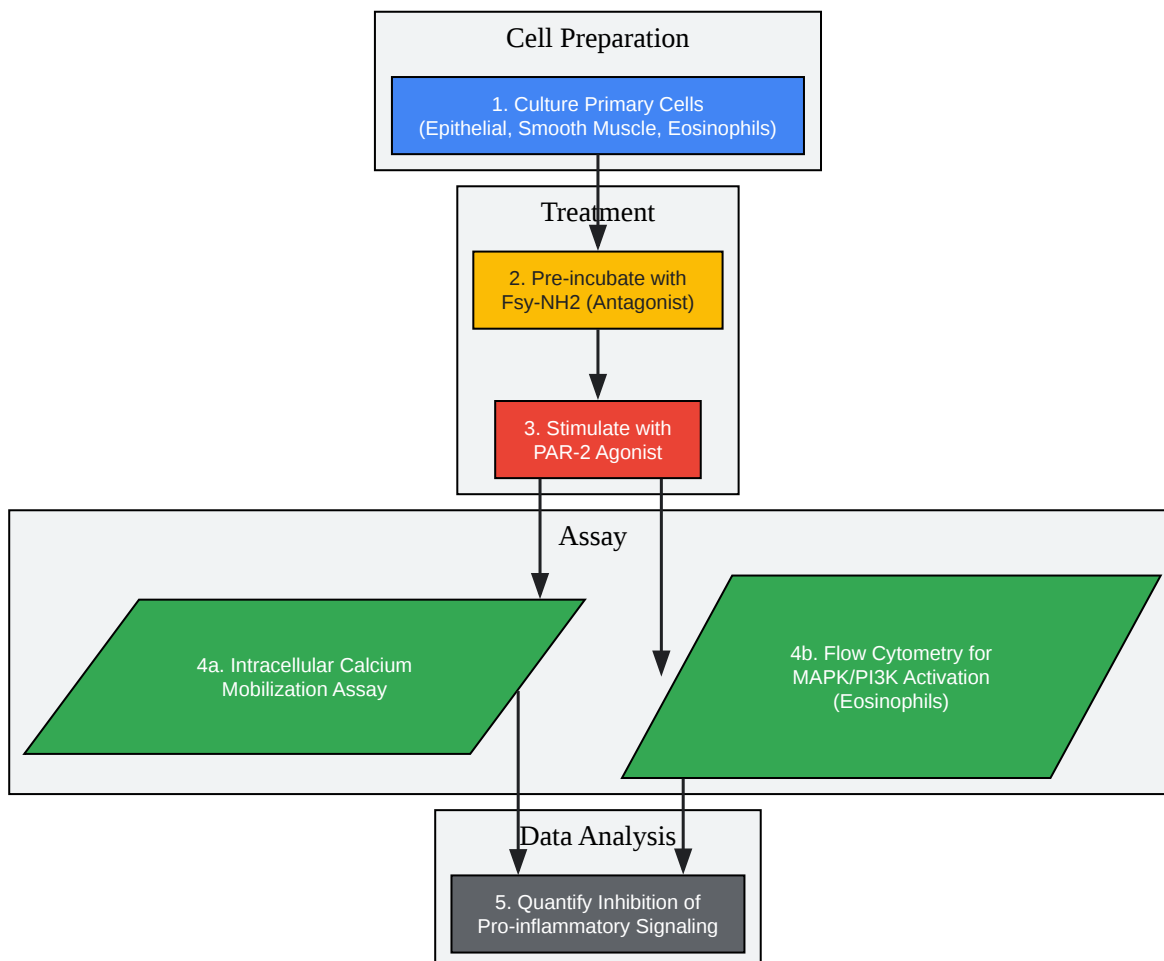 Cell Preparation
1. Culture Primary Cells
(Epithelial, Smooth Muscle, Eosinophils)
Treatment
2. Pre-incubate with
Fsy-NH2 (Antagonist)
3. Stimulate with
PAR-2 Agonist
Assay
4a. Intracellular Calcium
Mobilization Assay
4b. Flow Cytometry for
MAPK/PI3K Activation
(Eosinophils)
Data Analysis
5. Quantify Inhibition of
Pro-inflammatory Signaling